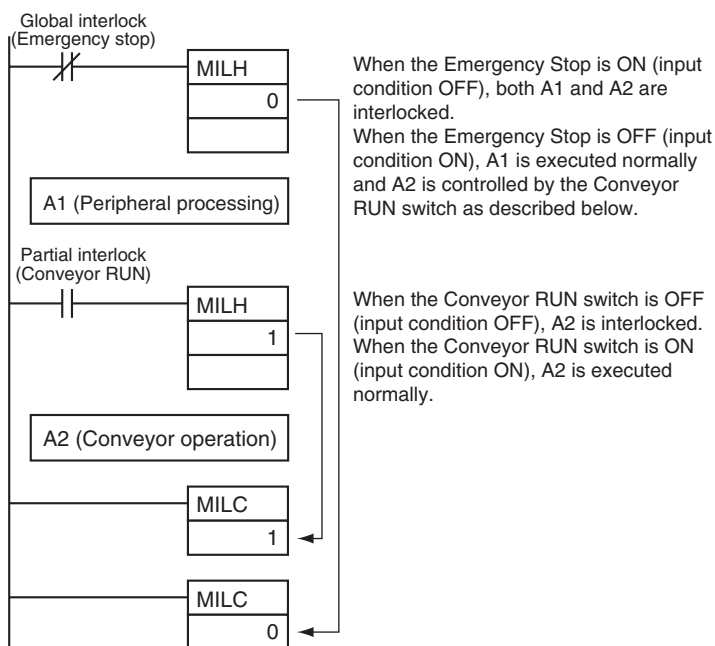 Global interlock
(Emergency stop)
MILH
0
When the Emergency Stop is ON (input
condition OFF), both A1 and A2 are
interlocked.
When the Emergency Stop is OFF (input
condition ON), A1 is executed normally
and A2 is controlled by the Conveyor
RUN switch as described below.
A1 (Peripheral processing)
Partial interlock
(Conveyor RUN)
MILH
1
When the Conveyor RUN switch is OFF
(input condition OFF), A2 is interlocked.
When the Conveyor RUN switch is ON
(input condition ON), A2 is executed
normally.
A2 (Conveyor operation)
MILC
1
MILC
0